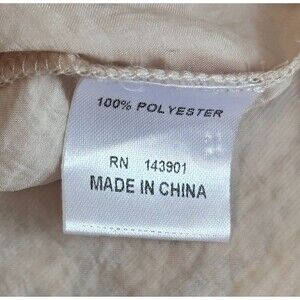 100% POLYESTER
RN 143901
MADE IN CHINA